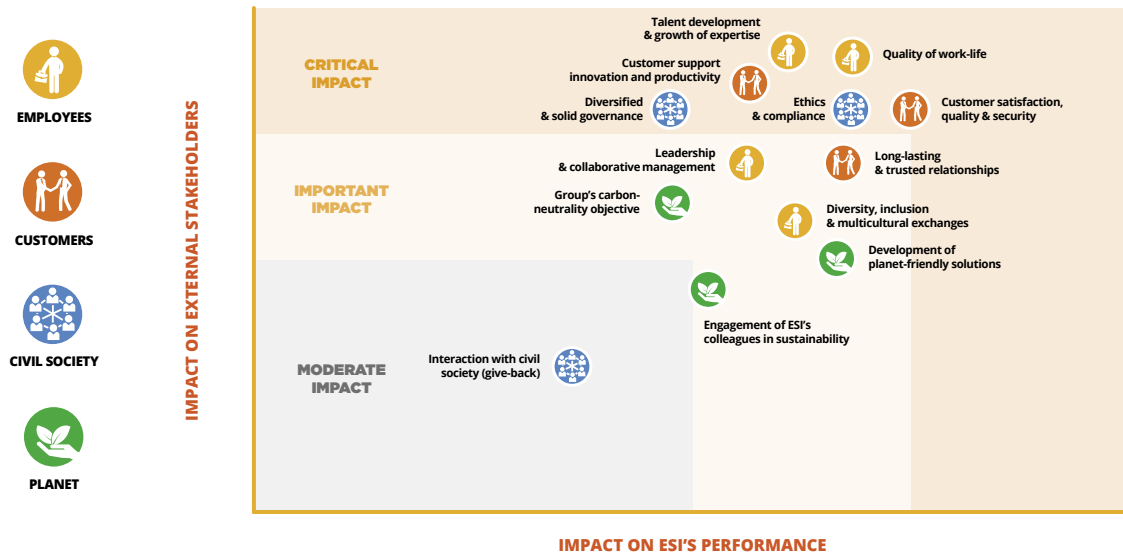 EMPLOYEES
CUSTOMERS
CIVIL SOCIETY
PLANET
IMPACT ON EXTERNAL STAKEHOLDERS
CRITICAL
IMPACT
Talent development
& growth of expertise
Quality of work-life
Customer support
innovation and productivity
Diversified
& solid governance
Ethics
& compliance
Customer satisfaction,
quality & security
IMPORTANT
IMPACT
Leadership
& collaborative management
Long-lasting
& trusted relationships
Group's carbon-
neutrality objective
Diversity, inclusion
& multicultural exchanges
Development of
planet-friendly solutions
Engagement of ESI's
colleagues in sustainability
MODERATE
IMPACT
Interaction with civil
society (give-back)
IMPACT ON ESI'S PERFORMANCE